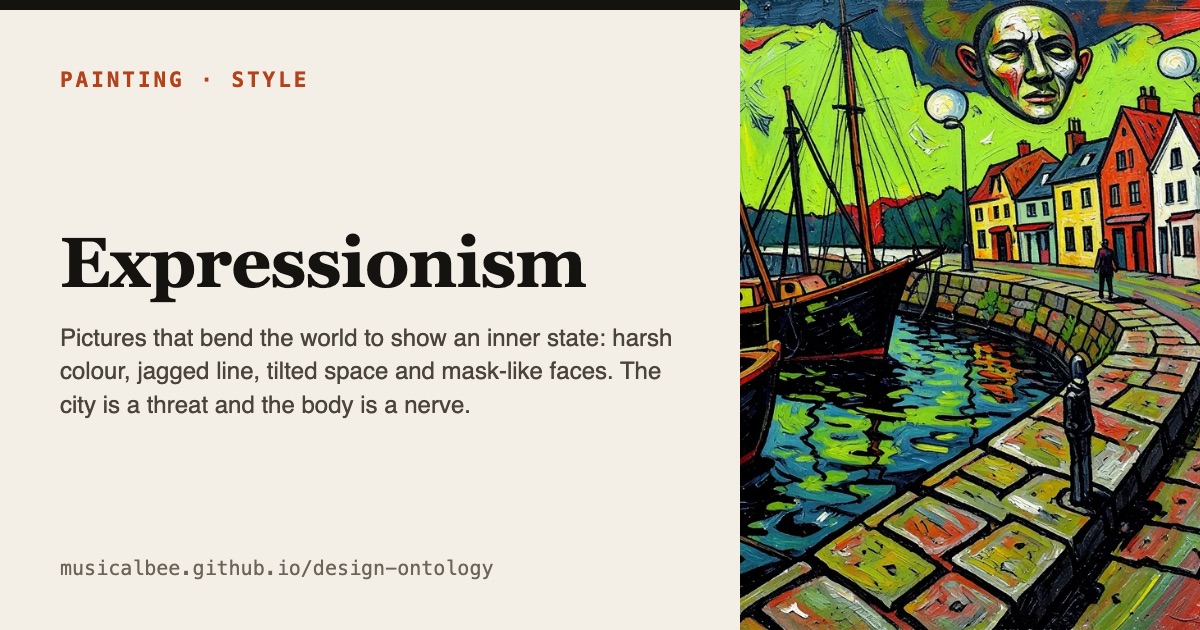 PAINTING · STYLE
Expressionism
Pictures that bend the world to show an inner state: harsh
colour, jagged line, tilted space and mask-like faces. The
city is a threat and the body is a nerve.
musicalbee.github.io/design-ontology